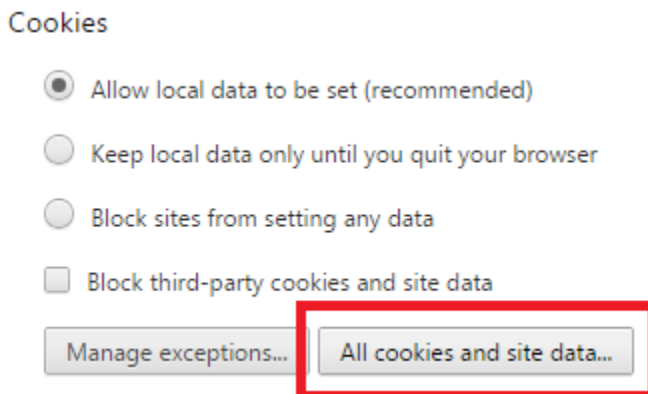 Cookies
Allow local data to be set (recommended)
Keep local data only until you quit your browser
Block sites from setting any data
Block third-party cookies and site data
Manage exceptions... All cookies and site data...